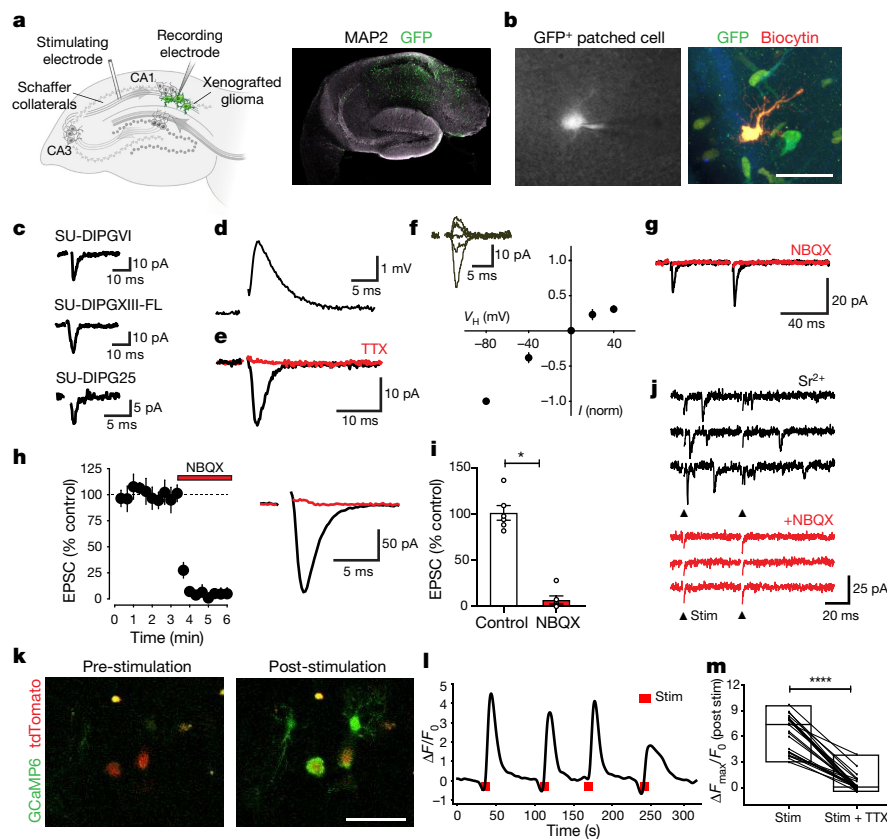 a
Stimulating
electrode
Recording
electrode
CA1
Schaffer
collaterals
Xenografted
glioma
CA3
MAP2 GFP
b
GFP+ patched cell
GFP Biocytin
c
SU-DIPGVI
10 pA
10 ms
SU-DIPGXIII-FL
10 pA
10 ms
SU-DIPG25
5 pA
5 ms
d
1 mV
5 ms
e
TTX
10 pA
10 ms
f
10 pA
5 ms
VH (mV)
−80
−40
40
1.0
0.5
0
−0.5
−1.0
I (norm)
g
NBQX
20 pA
40 ms
h
EPSC (% control)
125
100
75
50
25
0
NBQX
0 1 2 3 4 5 6
Time (min)
50 pA
5 ms
i
EPSC (% control)
150
100
50
0
*
Control NBQX
j
Sr2+
+NBQX
25 pA
20 ms
Stim
k
Pre-stimulation
Post-stimulation
GCaMP6 tdTomato
l
ΔF/F0
5
4
3
2
1
0
−1
Stim
0 50 100 150 200 250 300
Time (s)
m
ΔFmax/F0 (post stim)
9
6
3
0
****
Stim Stim + TTX